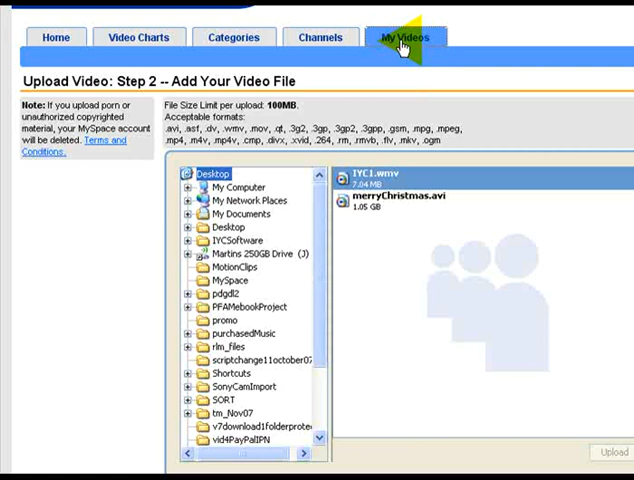 Home
Video Charts
Categories
Channels
My Videos
Upload Video: Step 2 -- Add Your Video File
Note: If you upload porn or
unauthorized copyrighted
material, your MySpace account
will be deleted. Terms and
Conditions.
File Size Limit per upload: 100MB.
Acceptable formats:
.avi, .asf, .dv, .wmv, .mov, .qt, .3g2, .3gp, .3gp2, .3gpp, .gsm, .mpg, .mpeg,
.mp4, .m4v, .mp4v, .cmp, .divx, .xvid, .264, .rm, .rmvb, .flv, .mkv, .ogm
Desktop
My Computer
My Network Places
My Documents
Desktop
IYCSoftware
Martins 250GB Drive (J)
MotionClips
MySpace
pdgdl2
PFAMebookProject
promo
purchasedMusic
rlm_files
scriptchange11october07
Shortcuts
SonyCamImport
SORT
tm_Nov07
v7download1folderprote
vid4PayPalIPN
IYC1.wmv
7.04 MB
merryChristmas.avi
1.05 GB
Upload